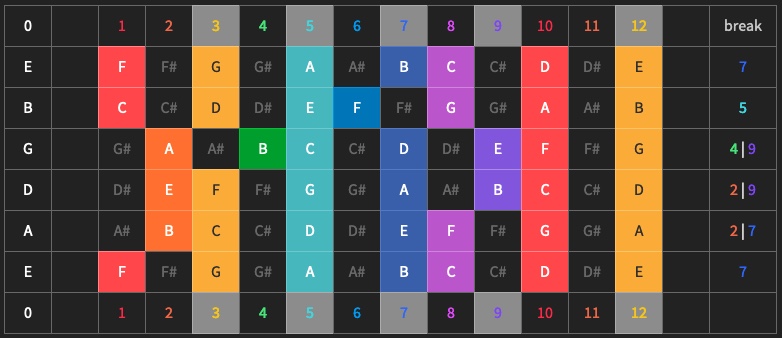 0 1 2 3 4 5 6 7 8 9 10 11 12 break
E F F# G G# A A# B C C# D D# E 7
B C C# D D# E F F# G G# A A# B 5
G G# A A# B C C# D D# E F F# G 4|9
D D# E F F# G G# A A# B C C# D 2|9
A A# B C C# D D# E F F# G G# A 2|7
E F F# G G# A A# B C C# D D# E 7
0 1 2 3 4 5 6 7 8 9 10 11 12